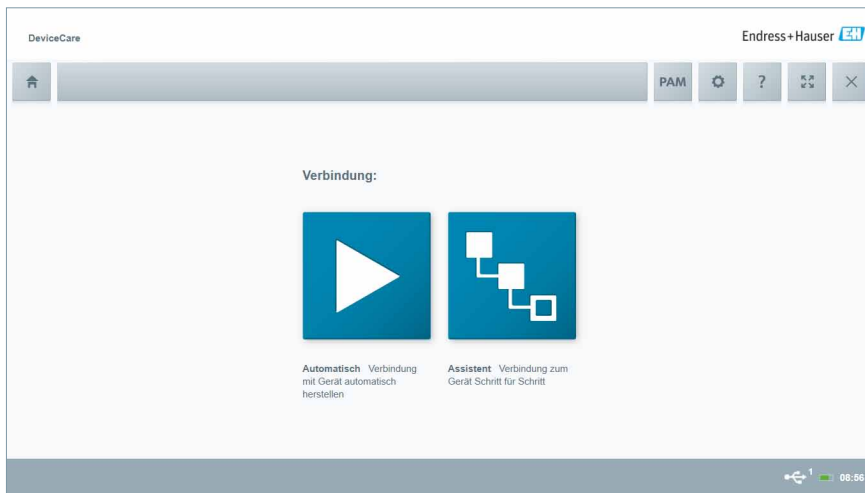 DeviceCare
Endress+Hauser EH
PAM ?
Verbindung:
Automatisch Verbindung
mit Gerät automatisch
herstellen
Assistent Verbindung zum
Gerät Schritt für Schritt
1 08:56